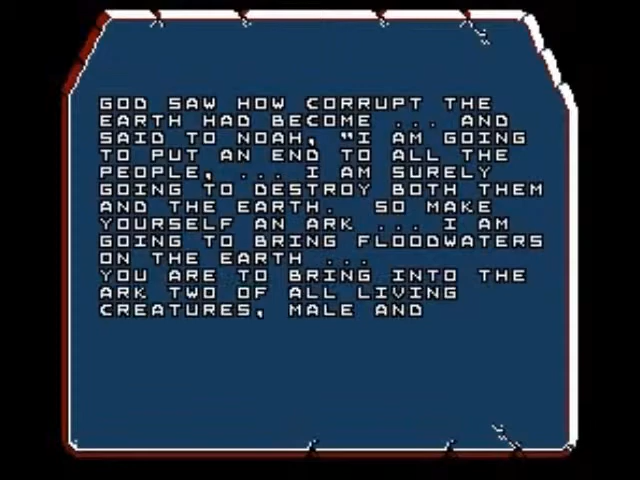 GOD SAW HOW CORRUPT THE
EARTH HAD BECOME ... AND
SAID TO NOAH, "I AM GOING
TO PUT AN END TO ALL THE
PEOPLE, ... I AM SURELY
GOING TO DESTROY BOTH THEM
AND THE EARTH. SO MAKE
YOURSELF AN ARK ... I AM
GOING TO BRING FLOODWATERS
ON THE EARTH ...
YOU ARE TO BRING INTO THE
ARK TWO OF ALL LIVING
CREATURES, MALE AND